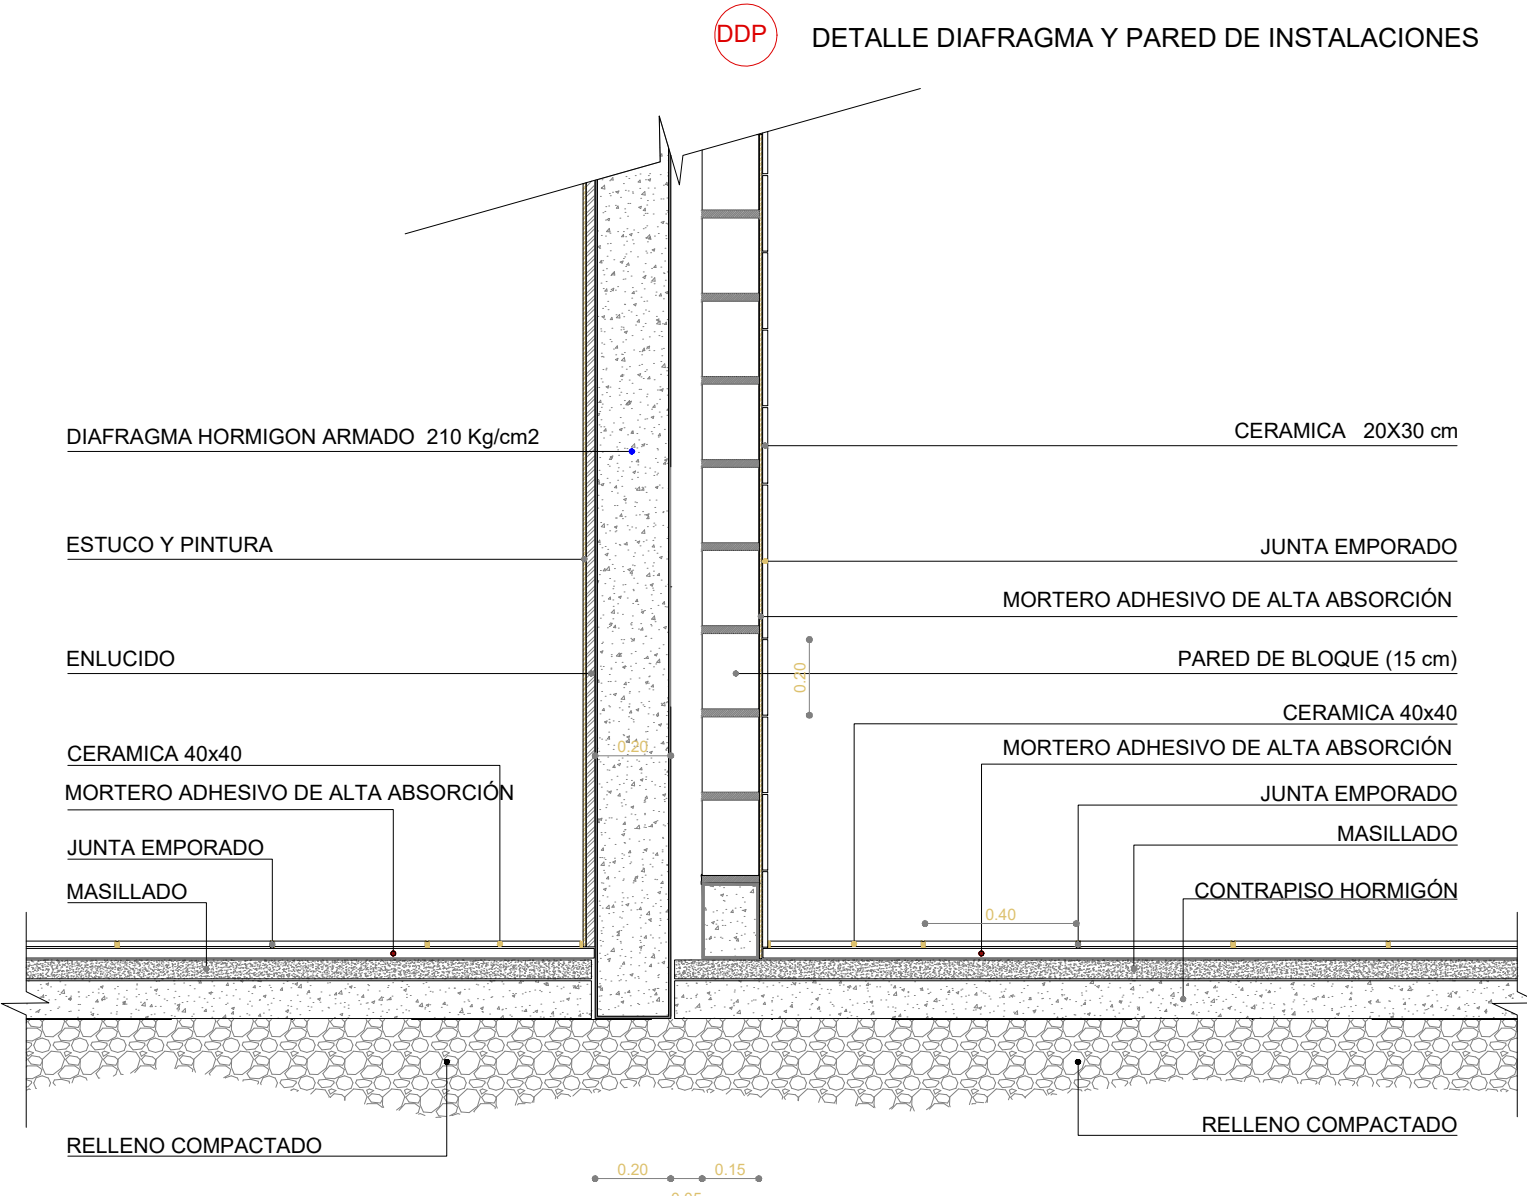 DDP DETALLE DIAFRAGMA Y PARED DE INSTALACIONES
DIAFRAGMA HORMIGON ARMADO 210 Kg/cm2
ESTUCO Y PINTURA
ENLUCIDO
CERAMICA 40x40
MORTERO ADHESIVO DE ALTA ABSORCIÓN
JUNTA EMPORADO
MASILLADO
RELLENO COMPACTADO
0.20
CERAMICA 20X30 cm
JUNTA EMPORADO
MORTERO ADHESIVO DE ALTA ABSORCIÓN
PARED DE BLOQUE (15 cm)
0.20
CERAMICA 40x40
MORTERO ADHESIVO DE ALTA ABSORCIÓN
JUNTA EMPORADO
MASILLADO
CONTRAPISO HORMIGÓN
0.40
RELLENO COMPACTADO
0.20 0.15